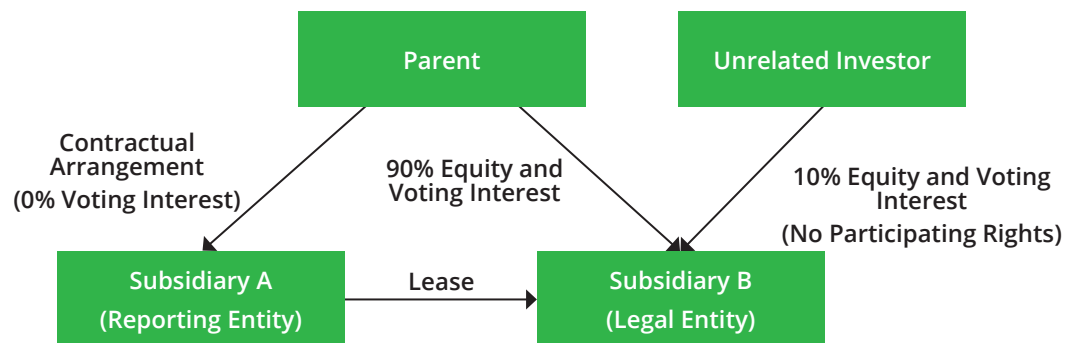 Parent
Unrelated Investor
Contractual
Arrangement
(0% Voting Interest)
90% Equity and
Voting Interest
10% Equity and Voting
Interest
(No Participating Rights)
Subsidiary A
(Reporting Entity)
Lease
Subsidiary B
(Legal Entity)